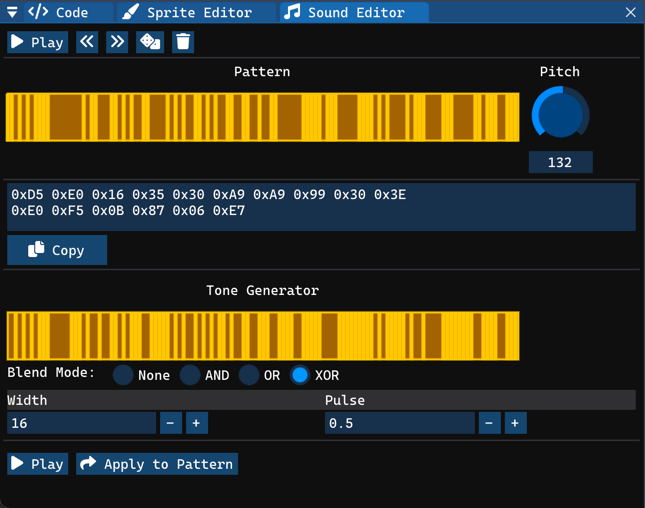 Code Sprite Editor Sound Editor
Play
Pattern Pitch
132
0xD5 0xE0 0x16 0x35 0x30 0xA9 0xA9 0x99 0x30 0x3E
0xE0 0xF5 0x0B 0x87 0x06 0xE7
Copy
Tone Generator
Blend Mode: None AND OR XOR
Width Pulse
16 - + 0.5 - +
Play Apply to Pattern